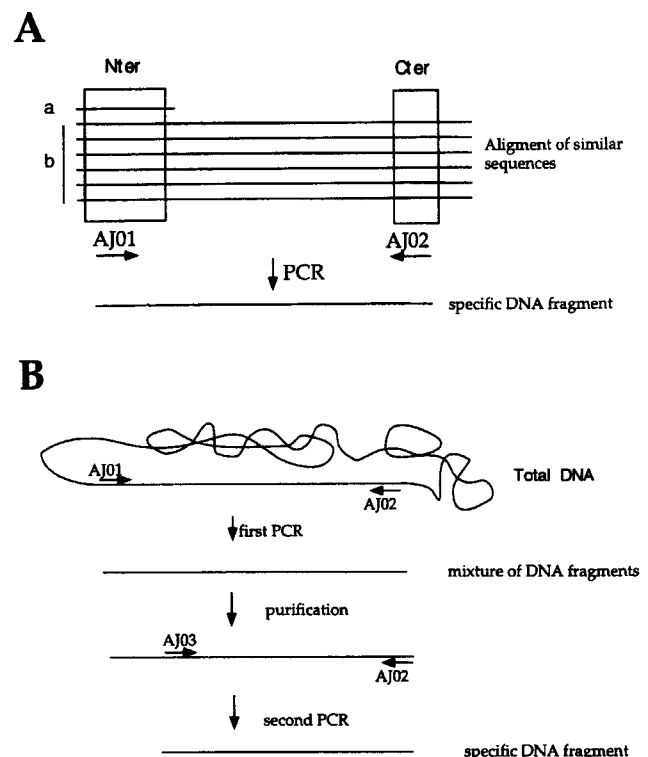 A
Nter
Cter
a
b
Aligment of similar
sequences
AJ01
AJ02
PCR
specific DNA fragment
B
AJ01
Total DNA
AJ02
first PCR
mixture of DNA fragments
purification
AJ03
AJ02
second PCR
specific DNA fragment